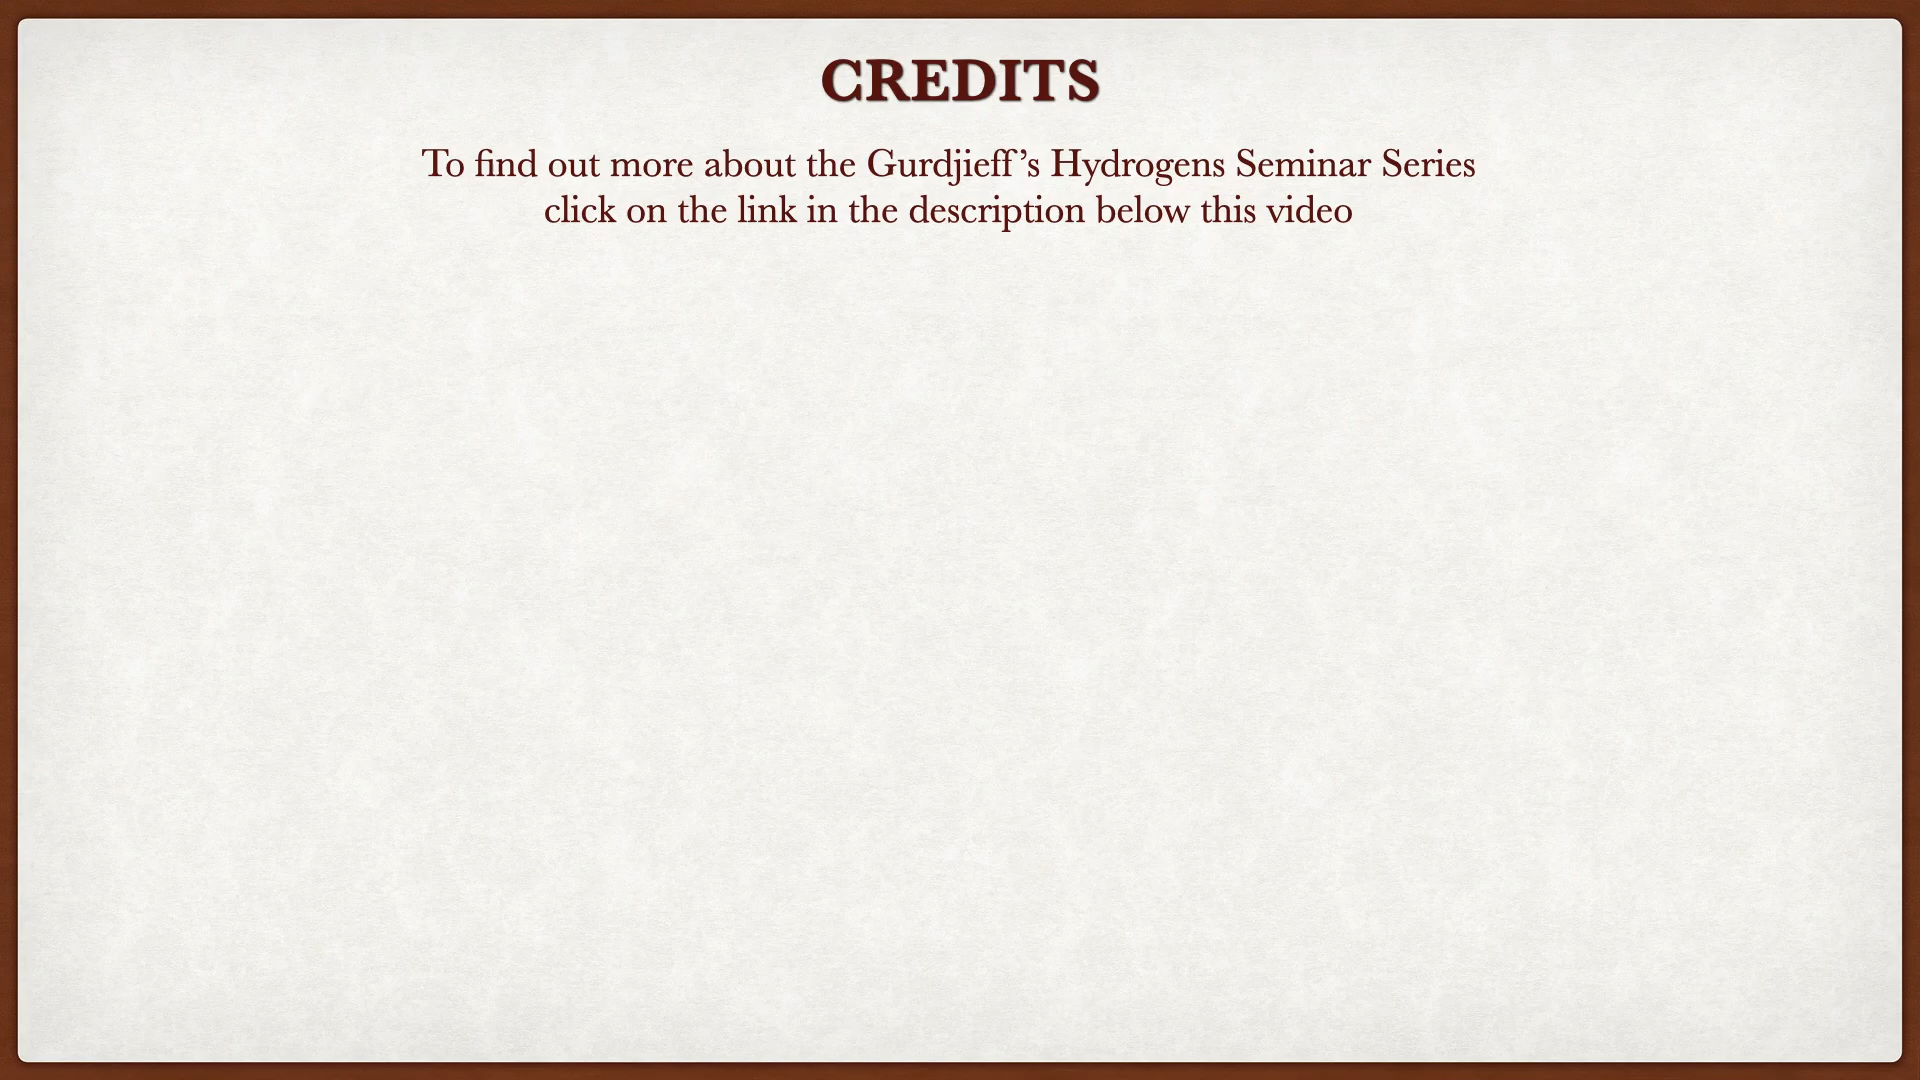 CREDITS
To find out more about the Gurdjieff’s Hydrogens Seminar Series
click on the link in the description below this video